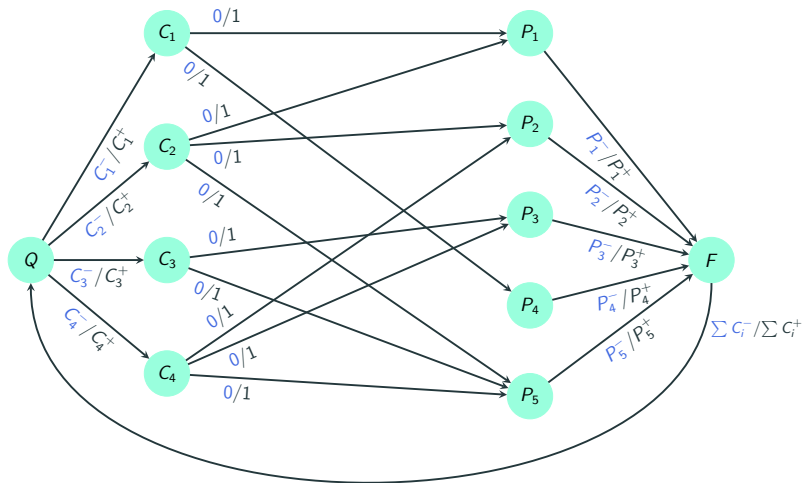 C₁
0/1
P₁
0/1
C₁⁻/C₁⁺
0/1
P₂
C₂
0/1
P₁⁻/P₁⁺
C₂⁻/C₂⁺
0/1
P₂⁻/P₂⁺
P₃
0/1
P₃⁻/P₃⁺
Q
C₃
F
C₃⁻/C₃⁺
0/1
P₄⁻/P₄⁺
P₄
C₄⁻/C₄⁺
0/1
∑ Cᵢ⁻/∑ Cᵢ⁺
P₅⁻/P₅⁺
0/1
C₄
0/1
P₅